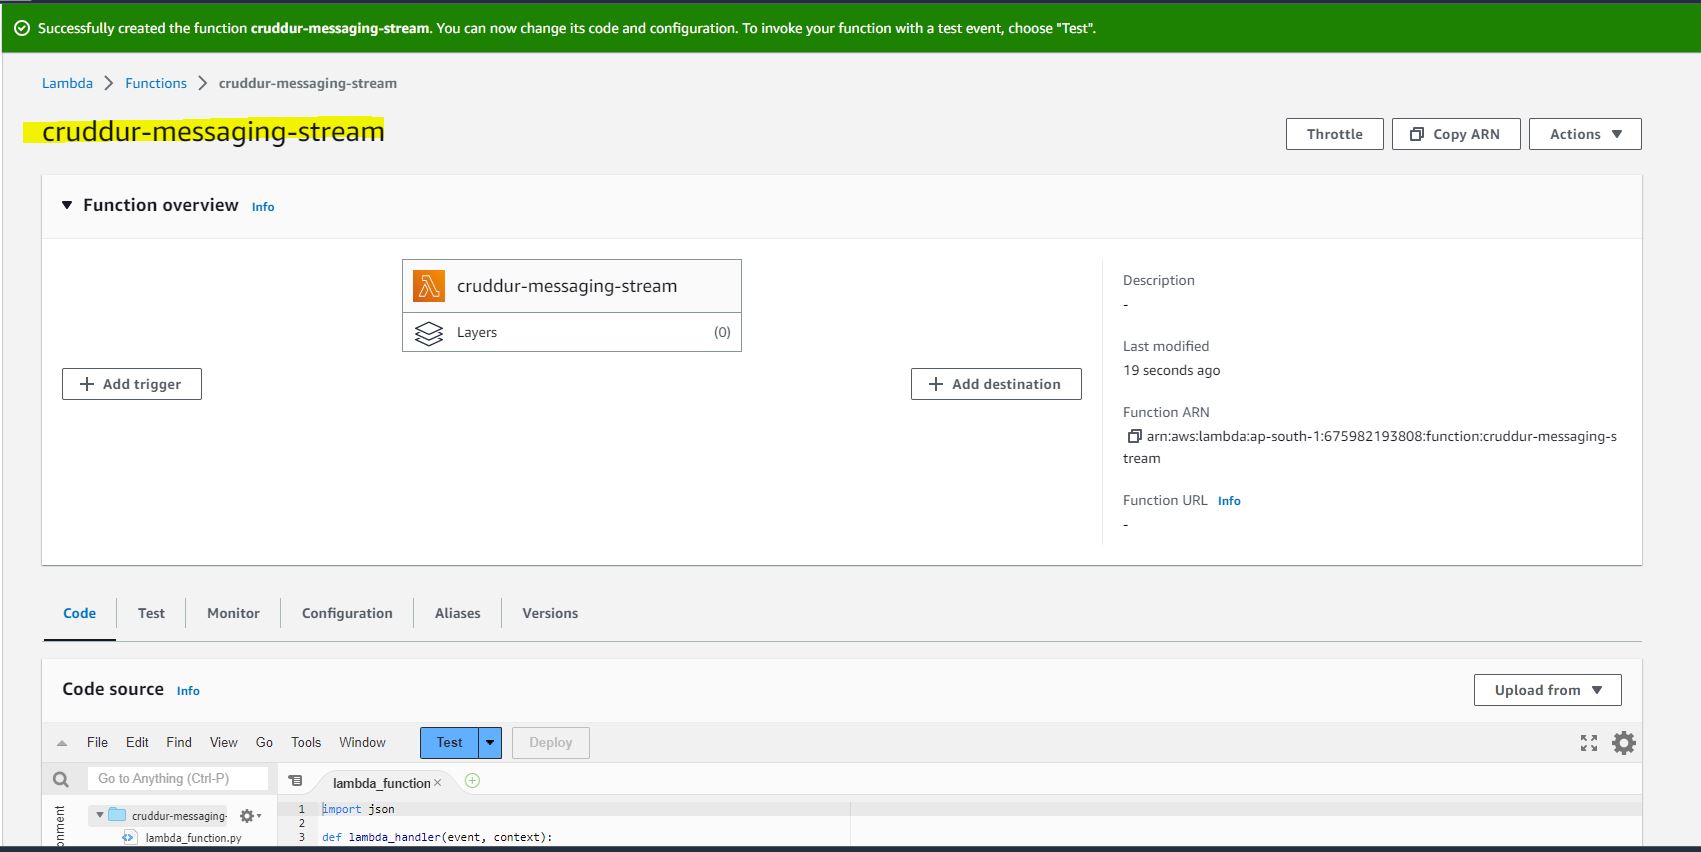 Successfully created the function cruddur-messaging-stream. You can now change its code and configuration. To invoke your function with a test event, choose "Test".
Lambda > Functions > cruddur-messaging-stream
cruddur-messaging-stream
Throttle
Copy ARN
Actions
Function overview Info
cruddur-messaging-stream
Layers (0)
Add trigger
Add destination
Description
-
Last modified
19 seconds ago
Function ARN
arn:aws:lambda:ap-south-1:675982193808:function:cruddur-messaging-s
tream
Function URL Info
-
Code Test Monitor Configuration Aliases Versions
Code source Info
Upload from
File Edit Find View Go Tools Window Test Deploy
Go to Anything (Ctrl-P)
lambda_function
cruddur-messaging-
lambda_function.py
1 import json
2
3 def lambda_handler(event, context):